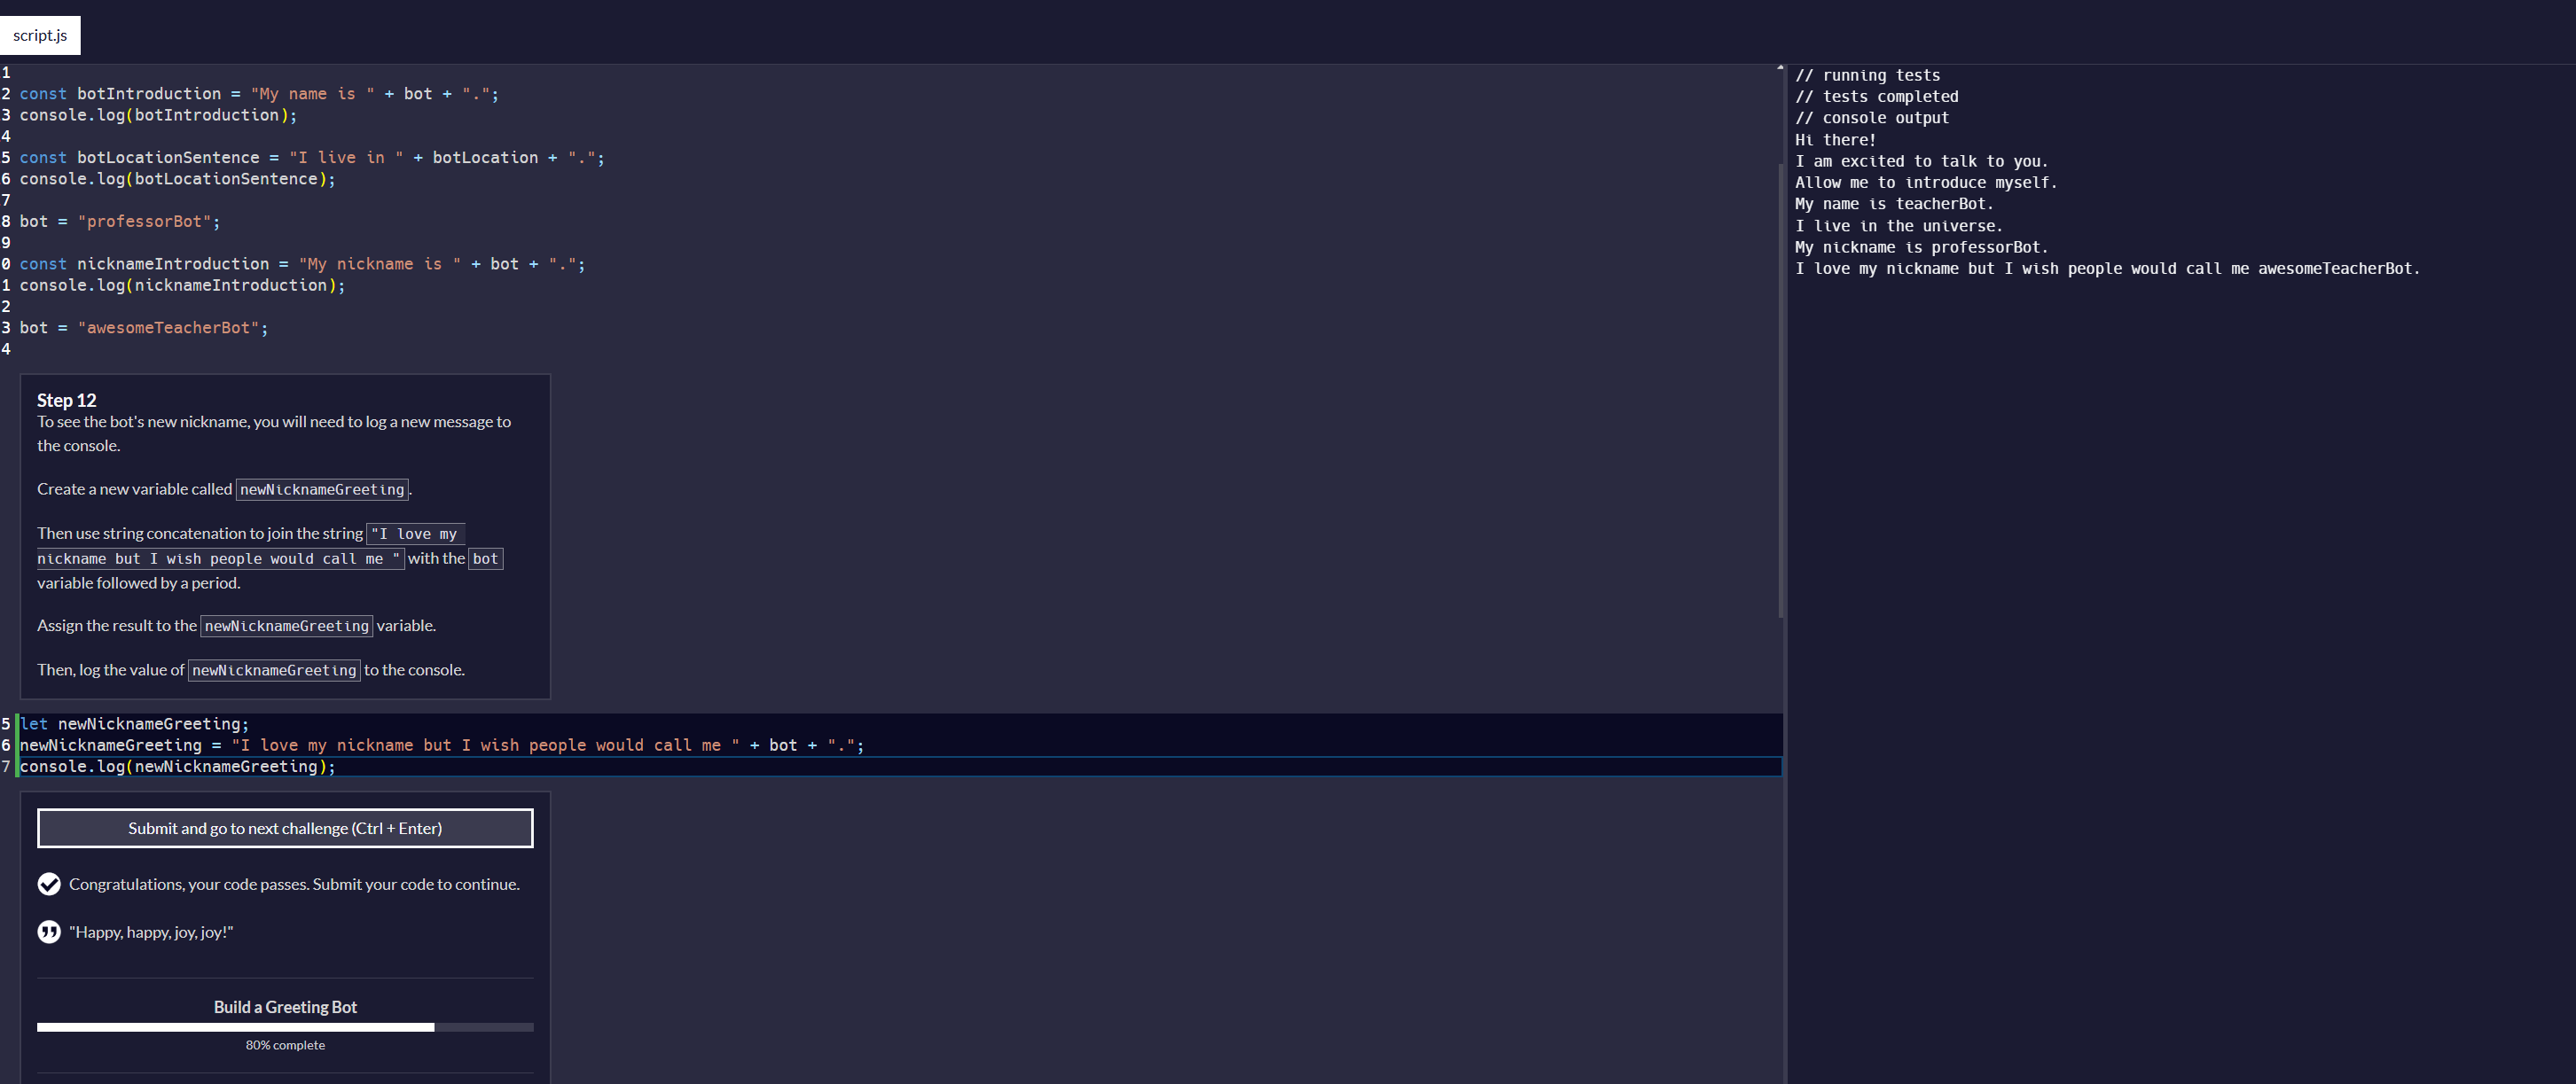 script.js
1
2 const botIntroduction = "My name is " + bot + ".";
3 console.log(botIntroduction);
4
5 const botLocationSentence = "I live in " + botLocation + ".";
6 console.log(botLocationSentence);
7
8 bot = "professorBot";
9
0 const nicknameIntroduction = "My nickname is " + bot + ".";
1 console.log(nicknameIntroduction);
2
3 bot = "awesomeTeacherBot";
4
Step 12
To see the bot's new nickname, you will need to log a new message to
the console.
Create a new variable called newNicknameGreeting.
Then use string concatenation to join the string "I love my
nickname but I wish people would call me " with the bot
variable followed by a period.
Assign the result to the newNicknameGreeting variable.
Then, log the value of newNicknameGreeting to the console.
5 let newNicknameGreeting;
6 newNicknameGreeting = "I love my nickname but I wish people would call me " + bot + ".";
7 console.log(newNicknameGreeting);
Submit and go to next challenge (Ctrl + Enter)
Congratulations, your code passes. Submit your code to continue.
"Happy, happy, joy, joy!"
Build a Greeting Bot
80% complete
// running tests
// tests completed
// console output
Hi there!
I am excited to talk to you.
Allow me to introduce myself.
My name is teacherBot.
I live in the universe.
My nickname is professorBot.
I love my nickname but I wish people would call me awesomeTeacherBot.